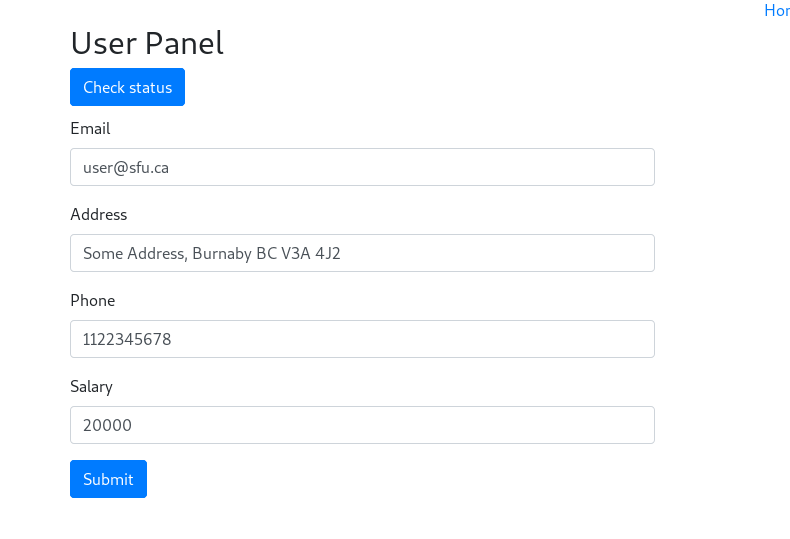 Hor
User Panel
Check status
Email
user@sfu.ca
Address
Some Address, Burnaby BC V3A 4J2
Phone
1122345678
Salary
20000
Submit